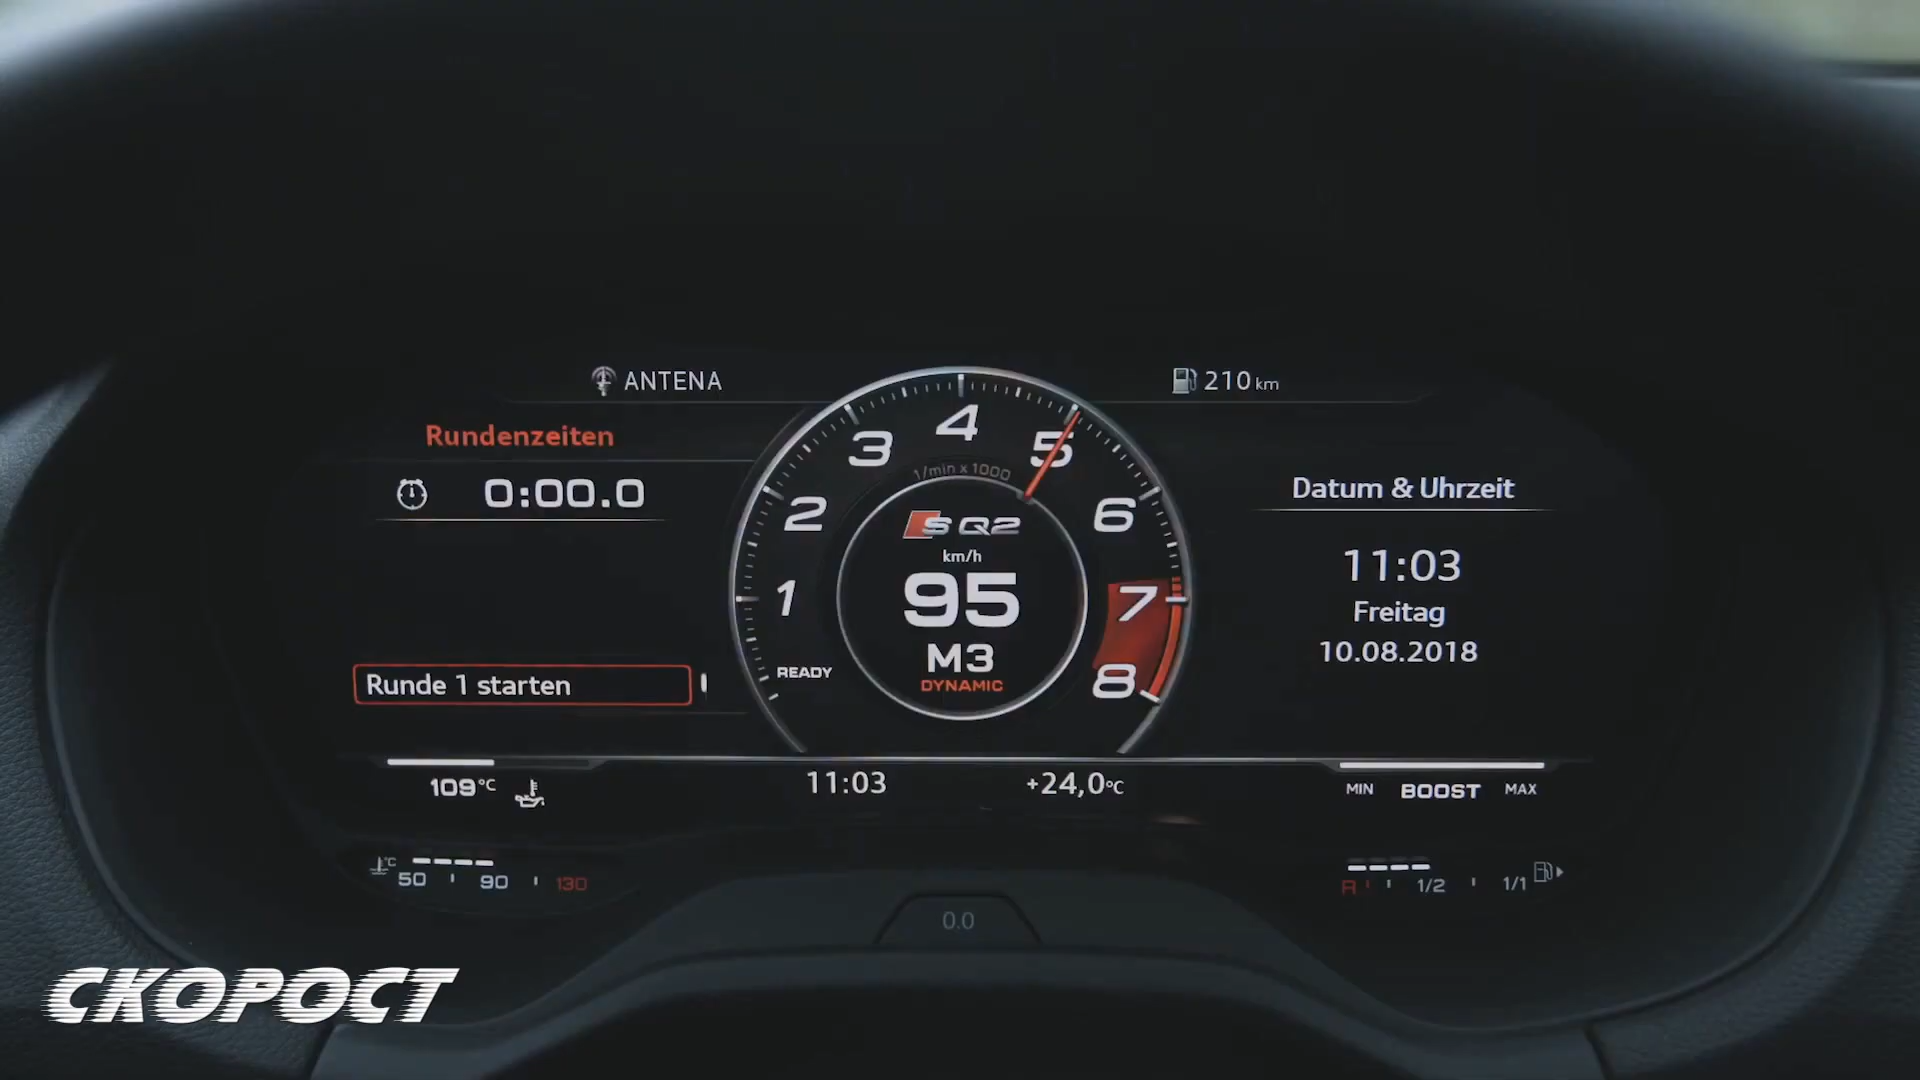 ANTENA
210 km
Rundenzeiten
0:00.0
Runde 1 starten
1
2
3
4
5
6
7
8
1/min x 1000
READY
SQ2
km/h
95
M3
DYNAMIC
Datum & Uhrzeit
11:03
Freitag
10.08.2018
109°C
11:03
+24,0°C
MIN BOOST MAX
°C
50 90 130
R 1/2 1/1
0.0
СКОРОСТ